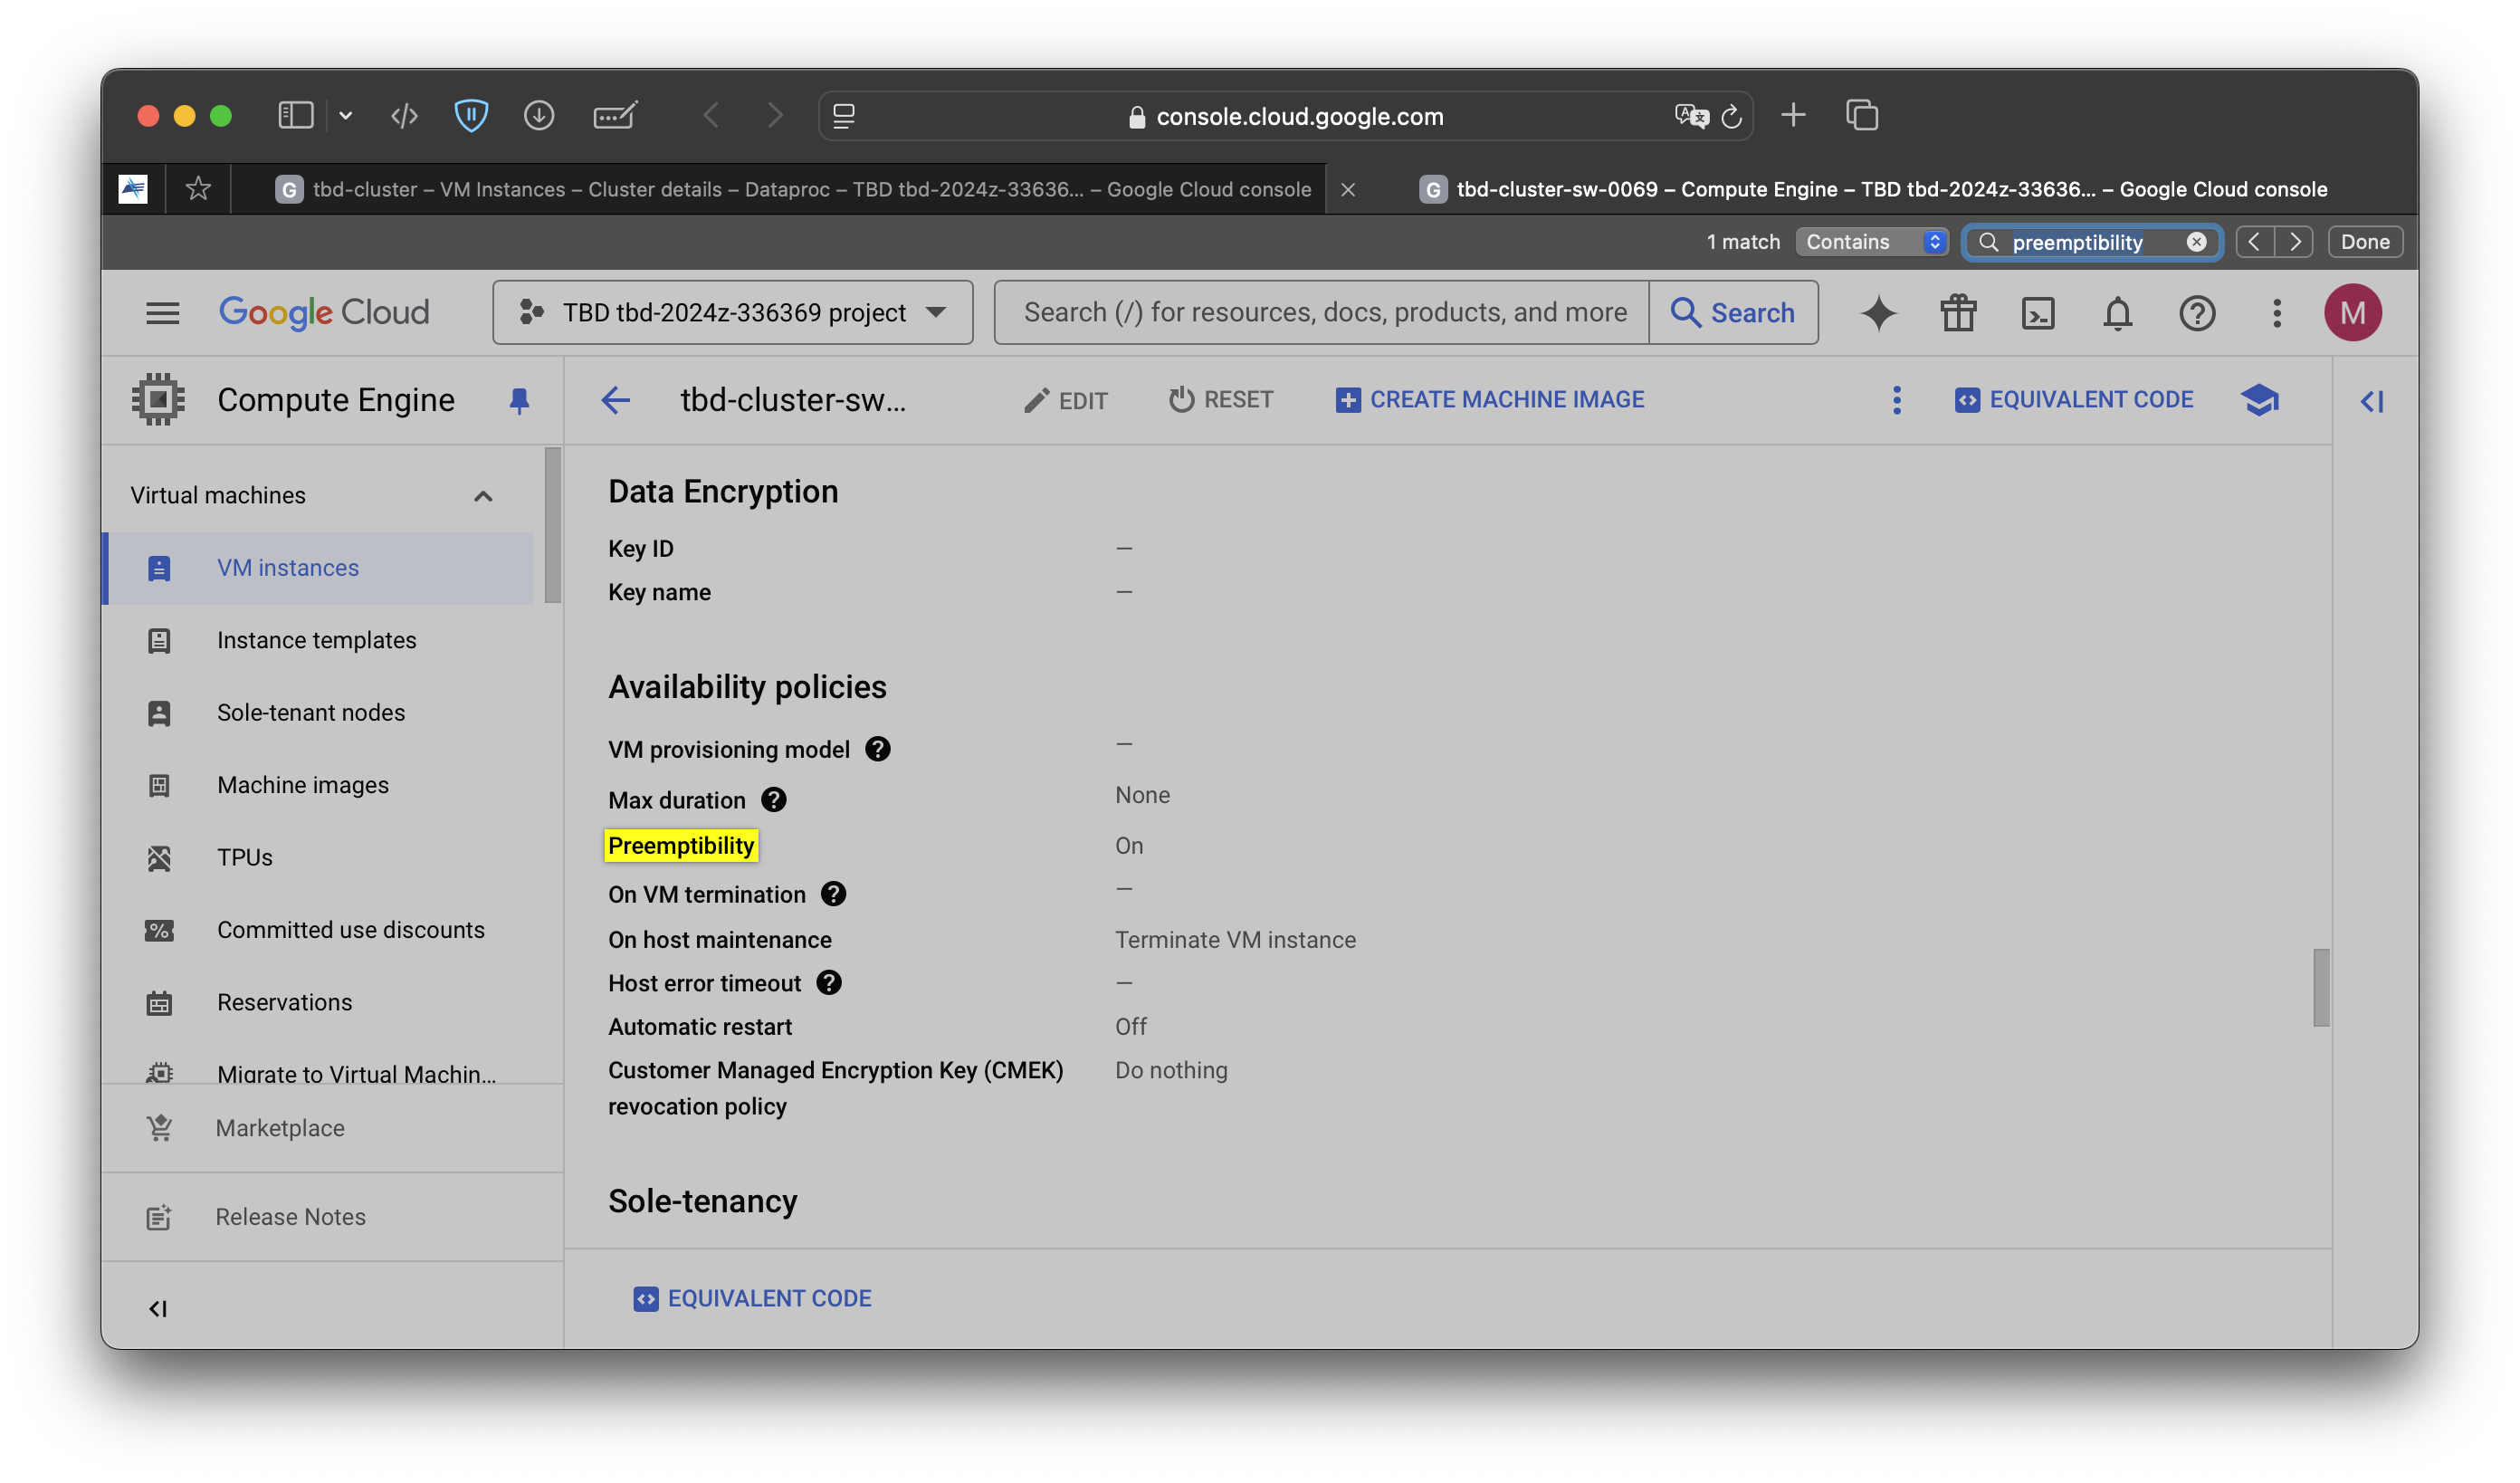 console.cloud.google.com
tbd-cluster – VM Instances – Cluster details – Dataproc – TBD tbd-2024z-33636... – Google Cloud console
tbd-cluster-sw-0069 – Compute Engine – TBD tbd-2024z-33636... – Google Cloud console
1 match Contains preemptibility Done
Google Cloud TBD tbd-2024z-336369 project Search (/) for resources, docs, products, and more Search M
Compute Engine tbd-cluster-sw... EDIT RESET CREATE MACHINE IMAGE EQUIVALENT CODE
Virtual machines
VM instances
Instance templates
Sole-tenant nodes
Machine images
TPUs
Committed use discounts
Reservations
Migrate to Virtual Machin...
Marketplace
Release Notes
Data Encryption
Key ID —
Key name —
Availability policies
VM provisioning model —
Max duration None
Preemptibility On
On VM termination —
On host maintenance Terminate VM instance
Host error timeout —
Automatic restart Off
Customer Managed Encryption Key (CMEK) Do nothing
revocation policy
Sole-tenancy
EQUIVALENT CODE